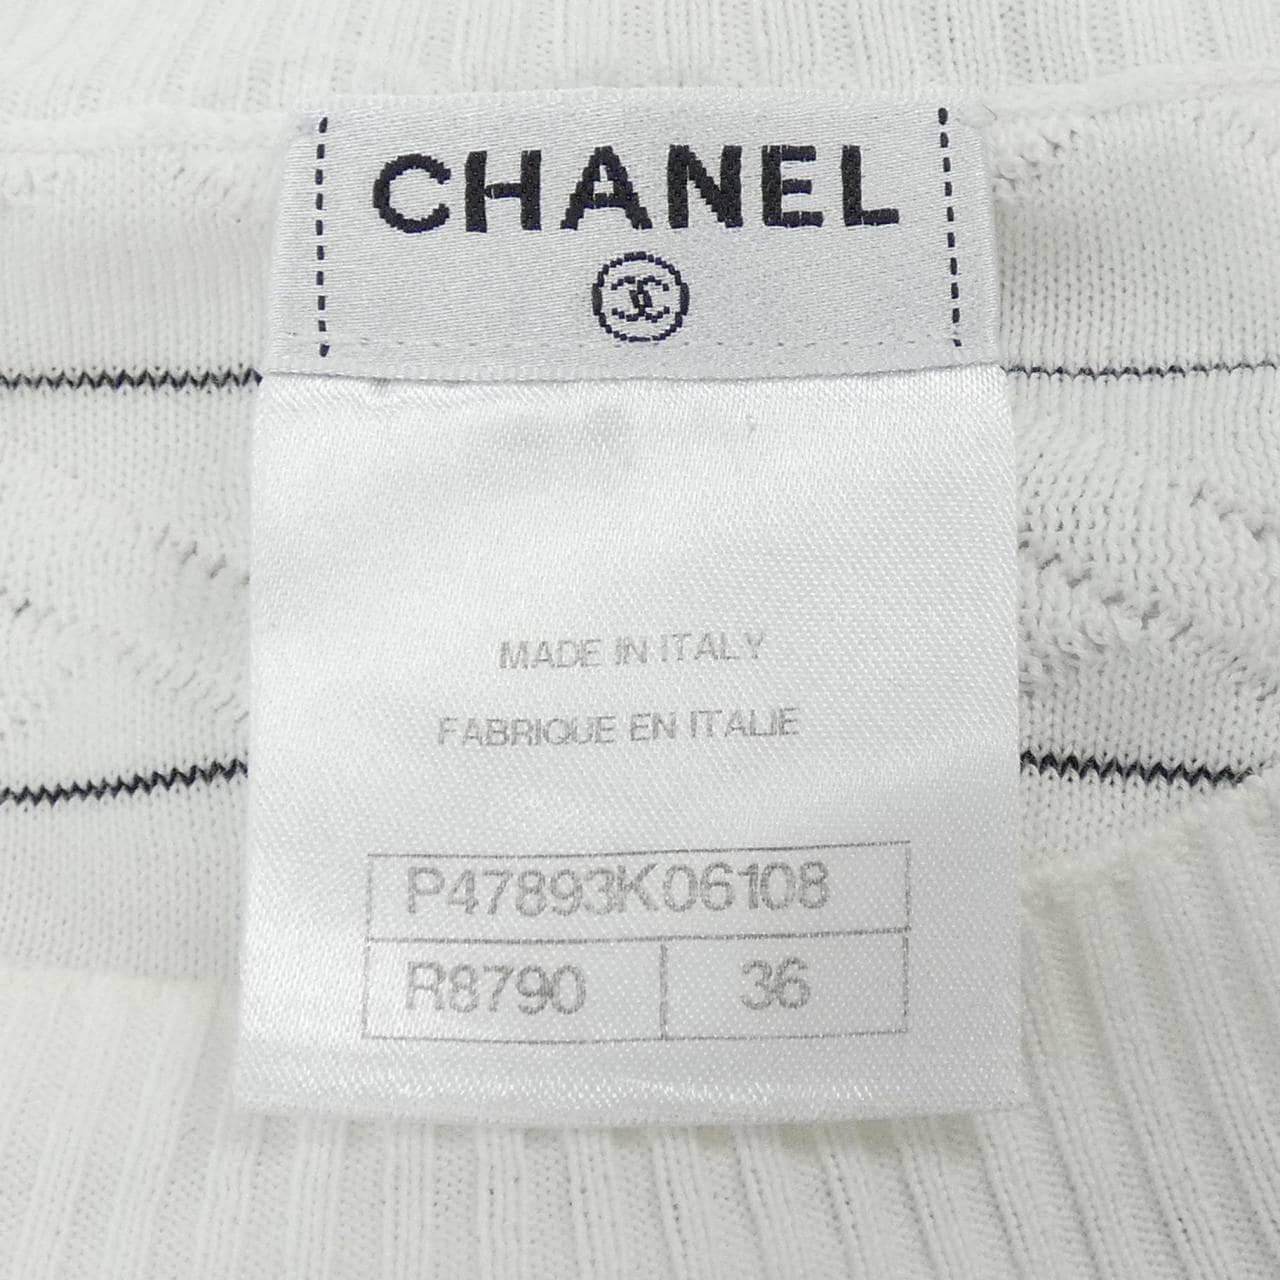 CHANEL
MADE IN ITALY
FABRIQUE EN ITALIE
P47893K06108
R8790 36